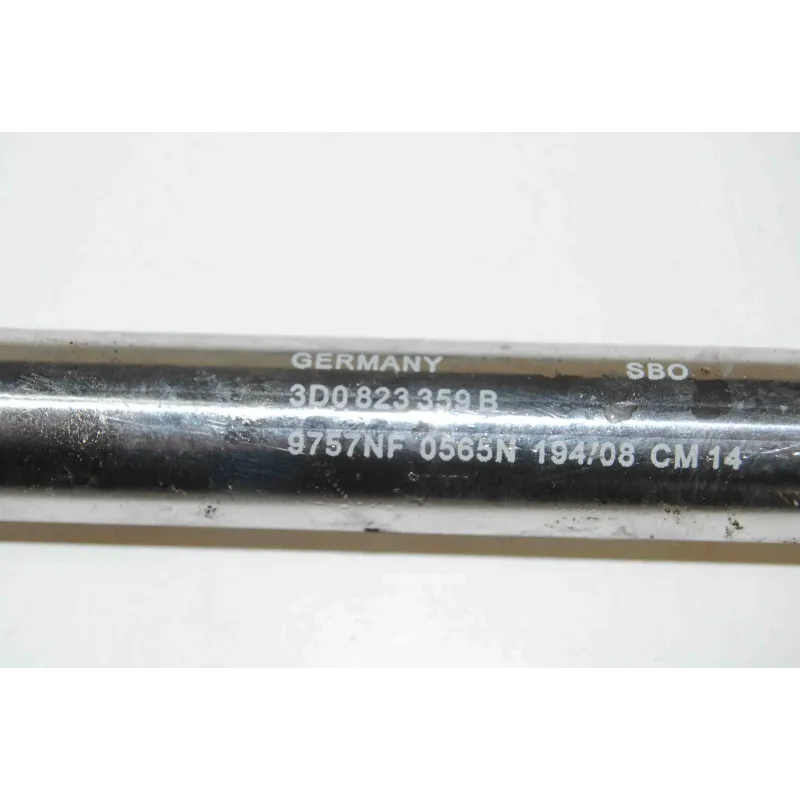 GERMANY SBO
3D0 823 359 B
9757NF 0565N 194/08 CM 14